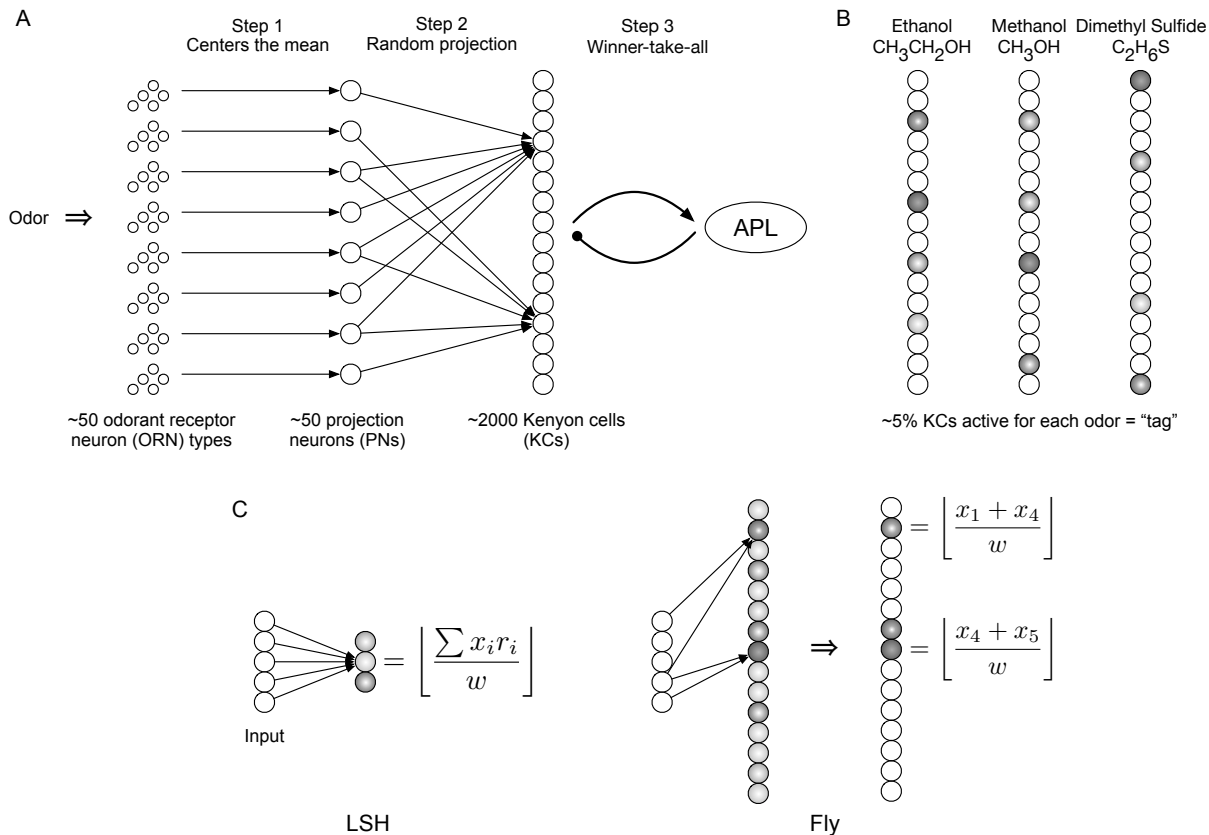 A
Step 1
Centers the mean
Step 2
Random projection
Step 3
Winner-take-all
Odor ⇒
APL
~50 odorant receptor
neuron (ORN) types
~50 projection
neurons (PNs)
~2000 Kenyon cells
(KCs)
B
Ethanol
CH₃CH₂OH
Methanol
CH₃OH
Dimethyl Sulfide
C₂H₆S
~5% KCs active for each odor = “tag”
C
Input
= ⌊ ∑ xᵢrᵢ / w ⌋
LSH
⇒
= ⌊ x₁ + x₄ / w ⌋
= ⌊ x₄ + x₅ / w ⌋
Fly